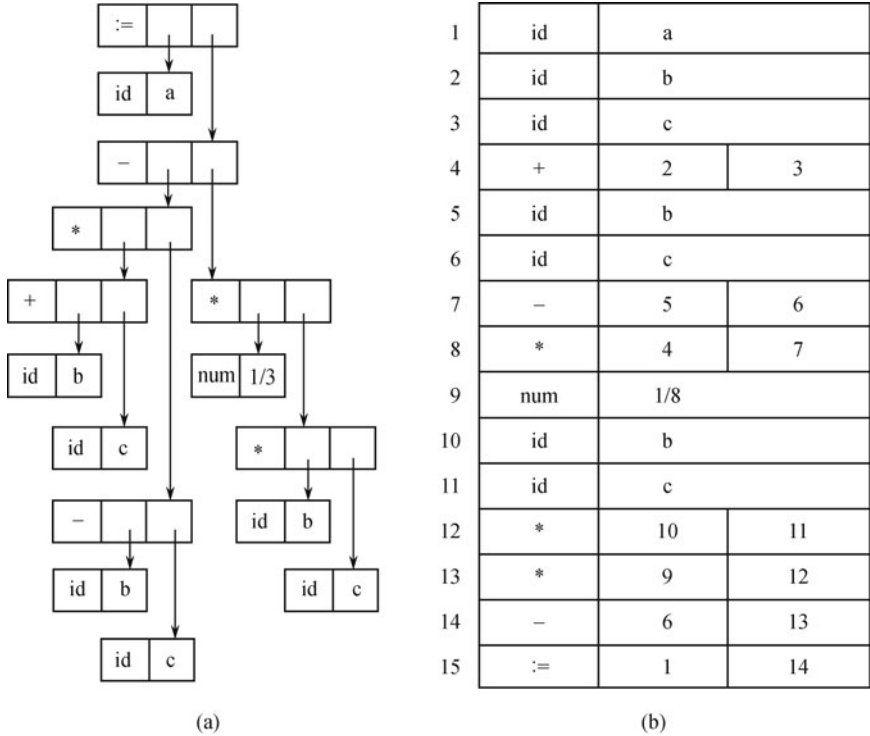 :=
id a
−
*
+
*
id b
num 1/3
id c
*
−
id b
id b
id c
id c
(a)
1 id a
2 id b
3 id c
4 + 2 3
5 id b
6 id c
7 − 5 6
8 * 4 7
9 num 1/8
10 id b
11 id c
12 * 10 11
13 * 9 12
14 − 6 13
15 := 1 14
(b)